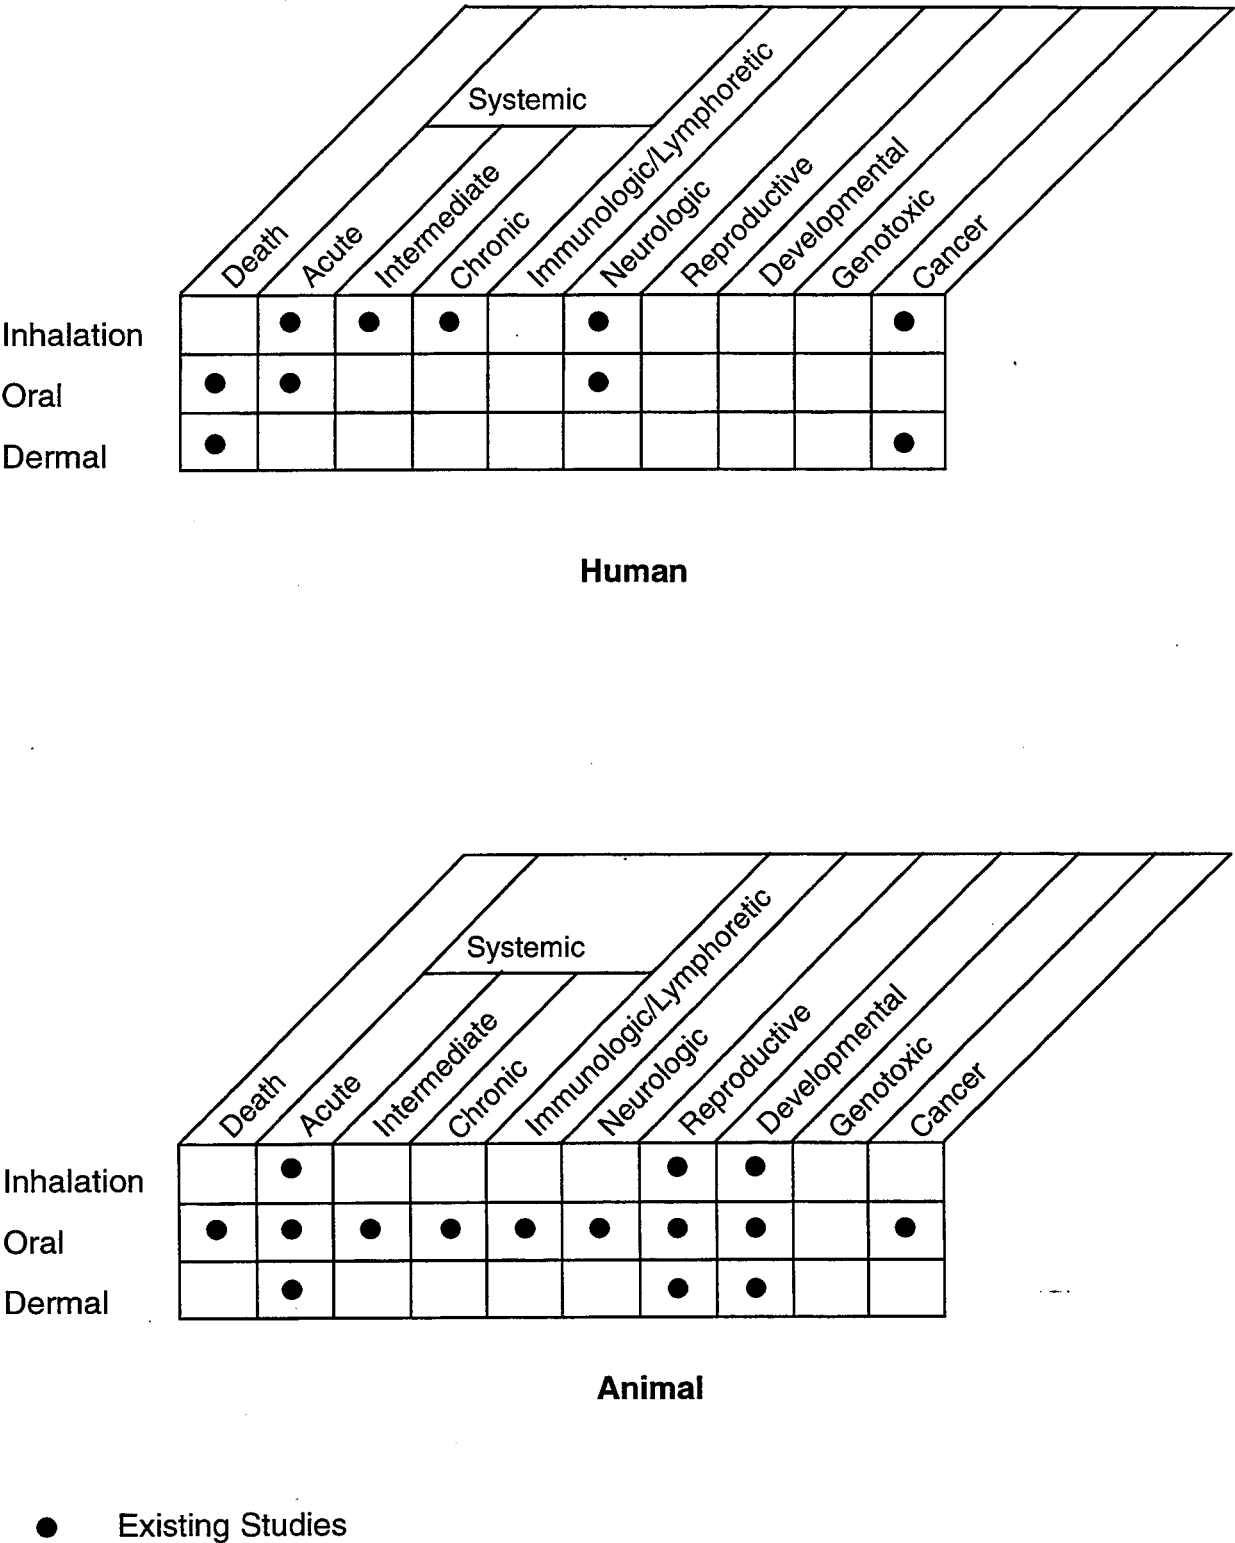 Systemic
Death
Acute
Intermediate
Chronic
Immunologic/Lymphoretic
Neurologic
Reproductive
Developmental
Genotoxic
Cancer
Inhalation
Oral
Dermal
Human
Systemic
Death
Acute
Intermediate
Chronic
Immunologic/Lymphoretic
Neurologic
Reproductive
Developmental
Genotoxic
Cancer
Inhalation
Oral
Dermal
Animal
● Existing Studies